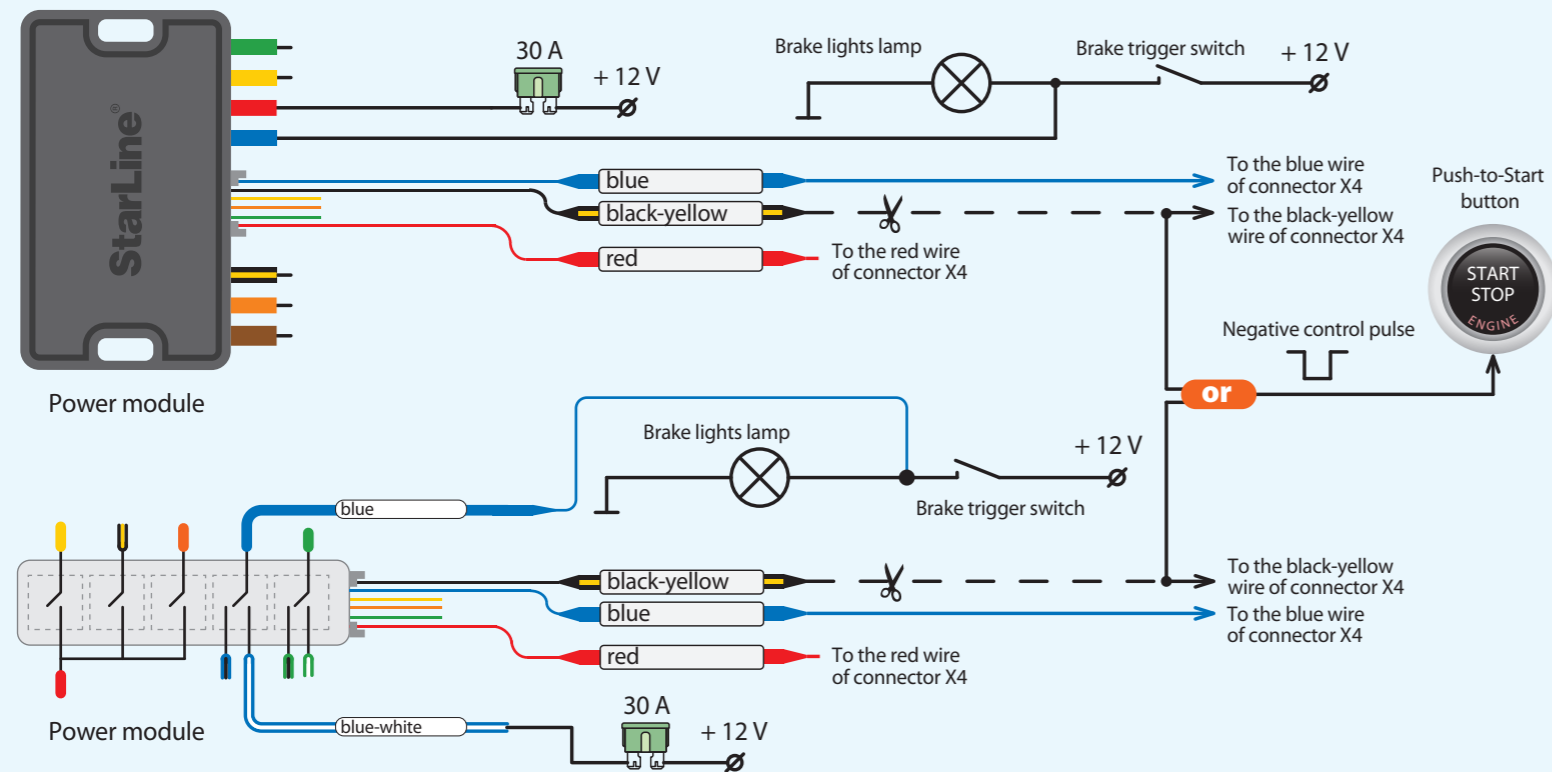 StarLine®
30 A
+ 12 V
Brake lights lamp
Brake trigger switch
+ 12 V
blue
black-yellow
red
To the red wire
of connector X4
To the blue wire
of connector X4
To the black-yellow
wire of connector X4
Push-to-Start
button
START
STOP
ENGINE
Negative control pulse
or
Power module
Brake lights lamp
+ 12 V
Brake trigger switch
blue
black-yellow
blue
red
To the red wire
of connector X4
To the black-yellow
wire of connector X4
To the blue wire
of connector X4
Power module
blue-white
30 A
+ 12 V